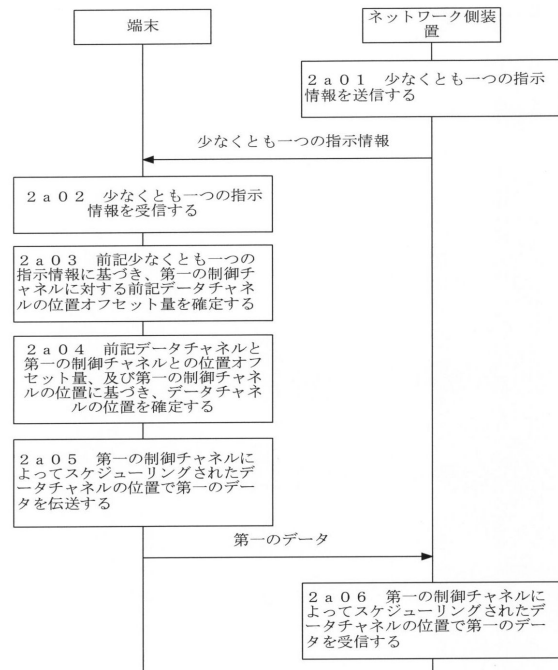 端末
ネットワーク側装
置
2a01 少なくとも一つの指示
情報を送信する
少なくとも一つの指示情報
2a02 少なくとも一つの指示
情報を受信する
2a03 前記少なくとも一つの
指示情報に基づき、第一の制御チ
ャネルに対する前記データチャネ
ルの位置オフセット量を確定する
2a04 前記データチャネルと
第一の制御チャネルとの位置オフ
セット量、及び第一の制御チャネ
ルの位置に基づき、データチャネ
ルの位置を確定する
2a05 第一の制御チャネルに
よってスケジューリングされたデ
ータチャネルの位置で第一のデー
タを伝送する
第一のデータ
2a06 第一の制御チャネルに
よってスケジューリングされたデ
ータチャネルの位置で第一のデー
タを受信する